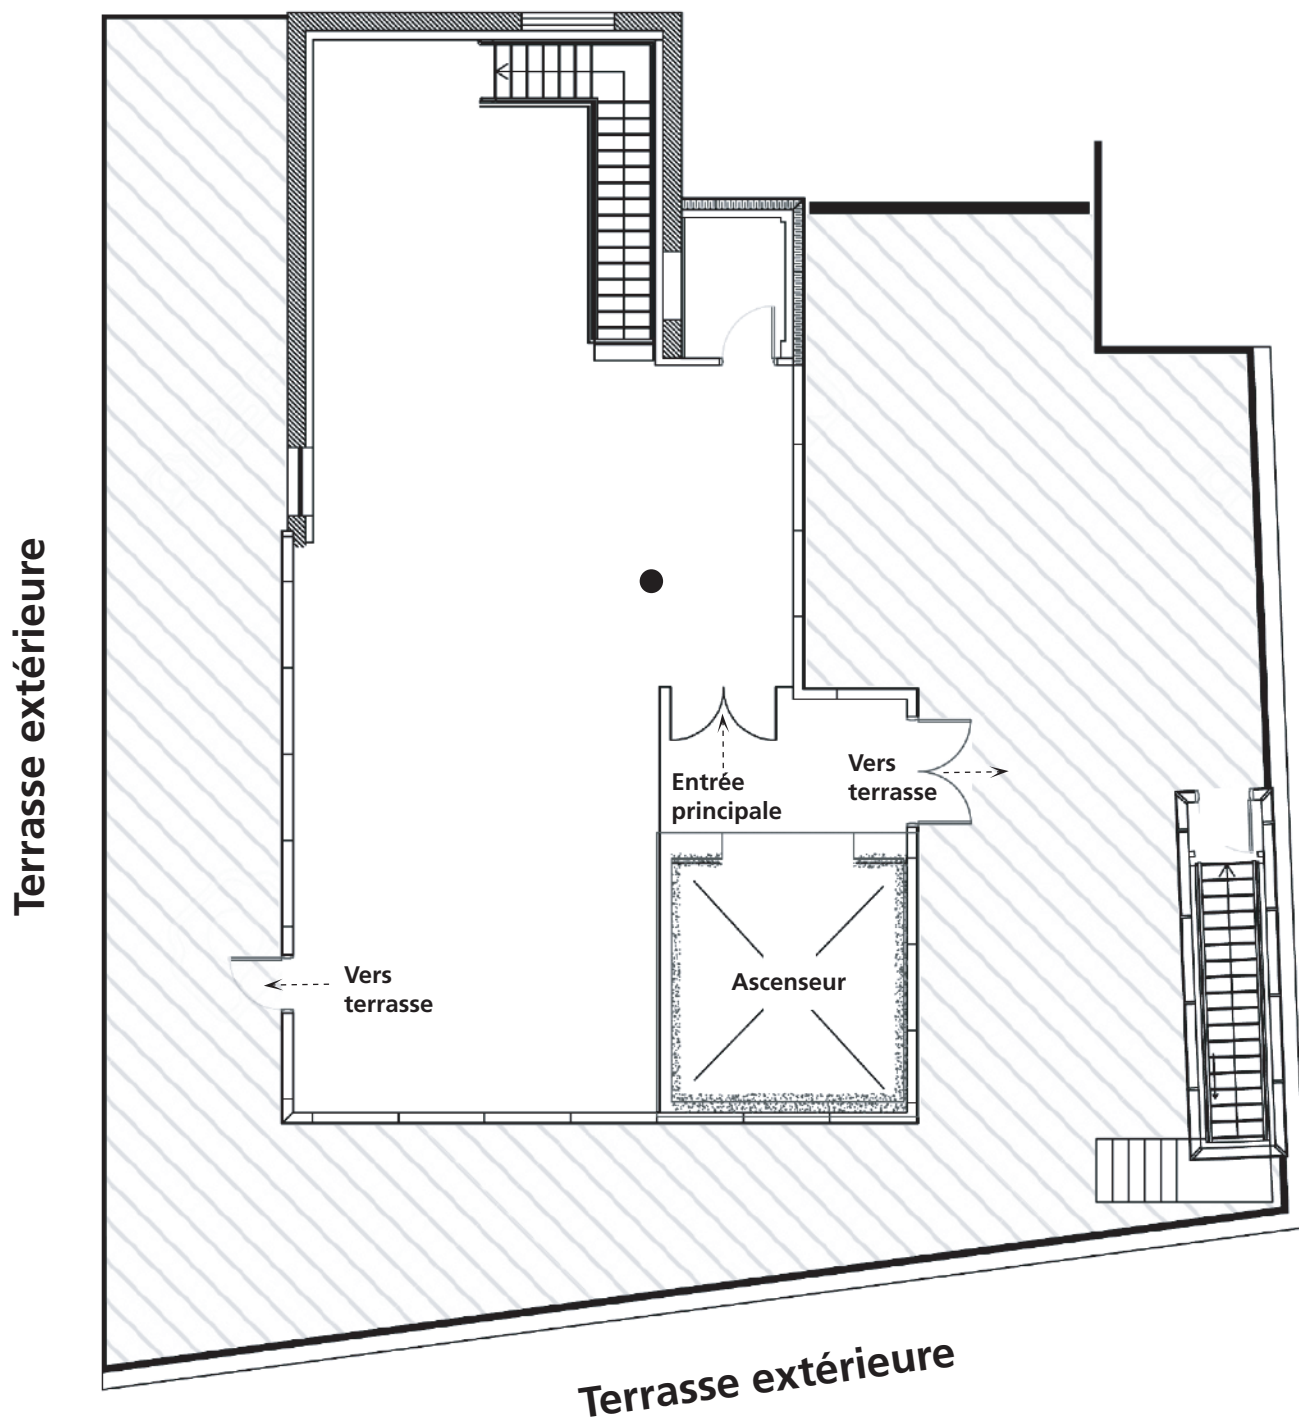 Terrasse extérieure
Entrée
principale
Vers
terrasse
Ascenseur
Vers
terrasse
Terrasse extérieure